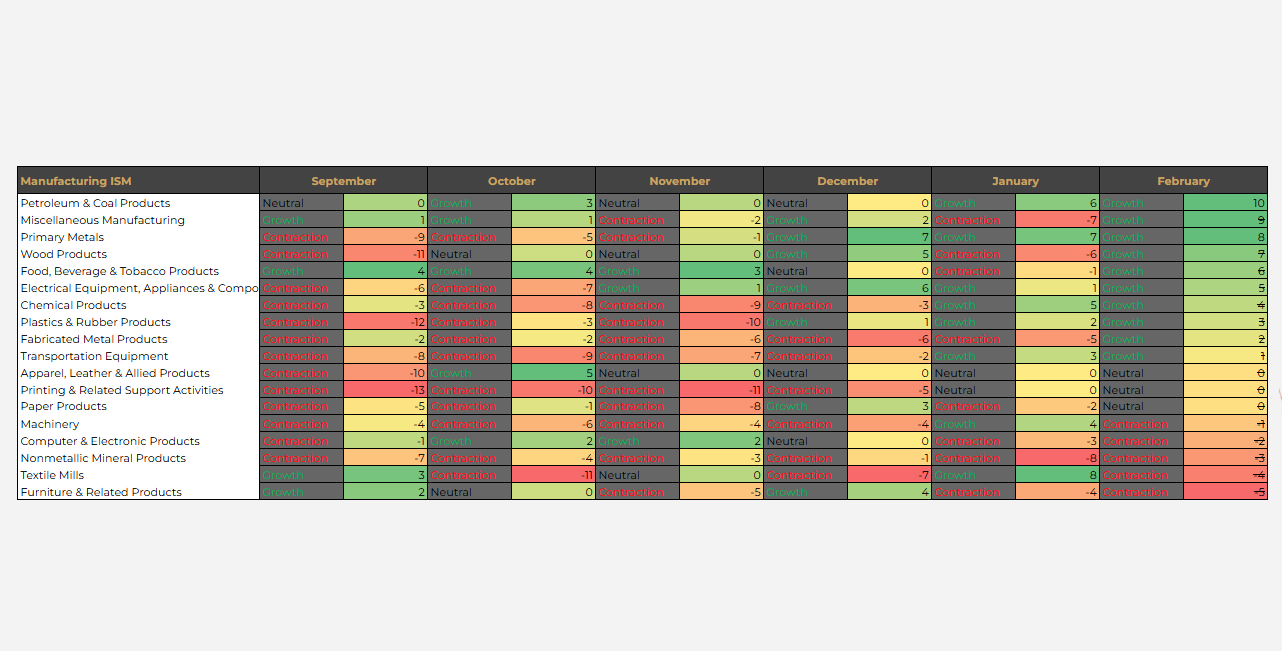 Manufacturing ISM September October November December January February
Petroleum & Coal Products Neutral 0 Growth 3 Neutral 0 Neutral 0 Growth 6 Growth 10
Miscellaneous Manufacturing Growth 1 Growth 1 Contraction -2 Growth 2 Contraction -7 Growth 9
Primary Metals Contraction -9 Contraction -5 Contraction -1 Growth 7 Growth 7 Growth 8
Wood Products Contraction -11 Neutral 0 Neutral 0 Growth 5 Contraction -6 Growth 7
Food, Beverage & Tobacco Products Growth 4 Growth 4 Growth 3 Neutral 0 Contraction -1 Growth 6
Electrical Equipment, Appliances & Compo Contraction -6 Contraction -7 Growth 1 Growth 6 Growth 1 Growth 5
Chemical Products Contraction -3 Contraction -8 Contraction -9 Contraction -3 Growth 5 Growth 4
Plastics & Rubber Products Contraction -12 Contraction -3 Contraction -10 Growth 1 Growth 2 Growth 3
Fabricated Metal Products Contraction -2 Contraction -2 Contraction -6 Contraction -6 Contraction -5 Growth 2
Transportation Equipment Contraction -8 Contraction -9 Contraction -7 Contraction -2 Growth 3 Growth 1
Apparel, Leather & Allied Products Contraction -10 Growth 5 Neutral 0 Neutral 0 Neutral 0 Neutral 0
Printing & Related Support Activities Contraction -13 Contraction -10 Contraction -11 Contraction -5 Neutral 0 Neutral 0
Paper Products Contraction -5 Contraction -1 Contraction -8 Growth 3 Contraction -2 Neutral 0
Machinery Contraction -4 Contraction -6 Contraction -4 Contraction -4 Growth 4 Contraction -1
Computer & Electronic Products Contraction -1 Growth 2 Growth 2 Neutral 0 Contraction -3 Contraction -2
Nonmetallic Mineral Products Contraction -7 Contraction -4 Contraction -3 Contraction -1 Contraction -8 Contraction -3
Textile Mills Growth 3 Contraction -11 Neutral 0 Contraction -7 Growth 8 Contraction -4
Furniture & Related Products Growth 2 Neutral 0 Contraction -5 Growth 4 Contraction -4 Contraction -5